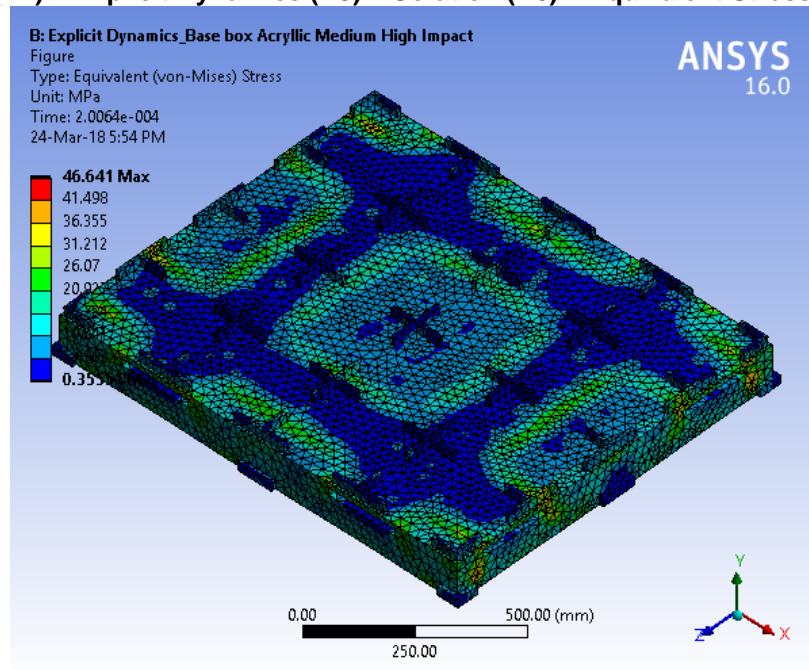 B: Explicit Dynamics_Base box Acryllic Medium High Impact
Figure
Type: Equivalent (von-Mises) Stress
Unit: MPa
Time: 2.0064e-004
24-Mar-18 5:54 PM
ANSYS
16.0
46.641 Max
41.498
36.355
31.212
26.07
0.00
500.00 (mm)
250.00
Y
Z
X